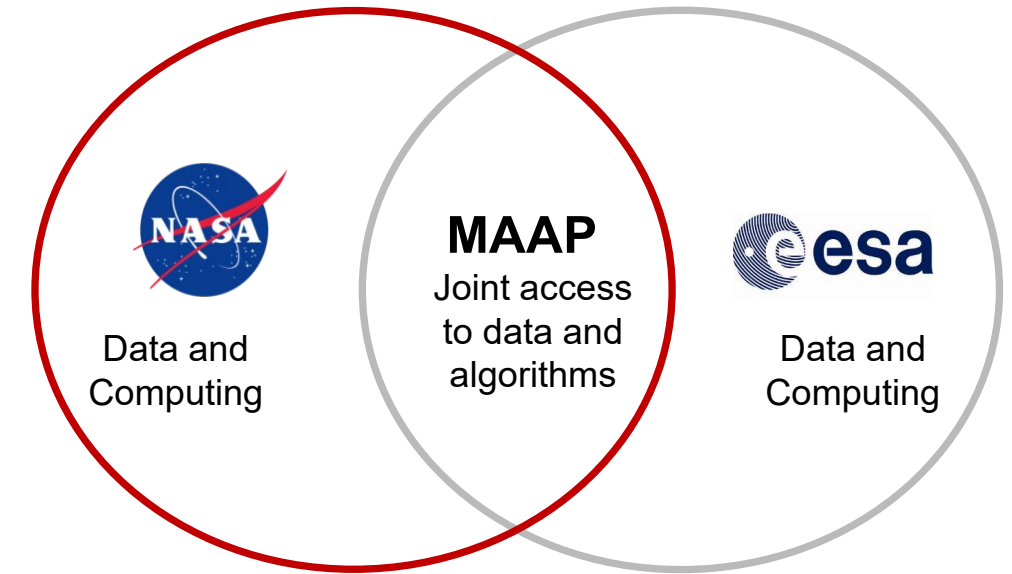 NASA
Data and
Computing
MAAP
Joint access
to data and
algorithms
esa
Data and
Computing